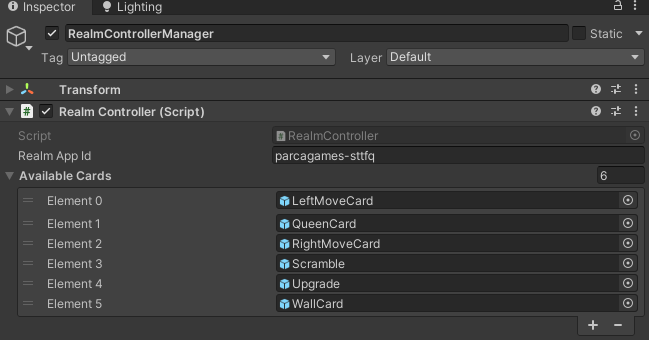 Inspector Lighting
RealmControllerManager Static
Tag Untagged Layer Default
Transform
# Realm Controller (Script)
Script # RealmController
Realm App Id parcagames-sttfq
Available Cards 6
Element 0 LeftMoveCard
Element 1 QueenCard
Element 2 RightMoveCard
Element 3 Scramble
Element 4 Upgrade
Element 5 WallCard
+ −